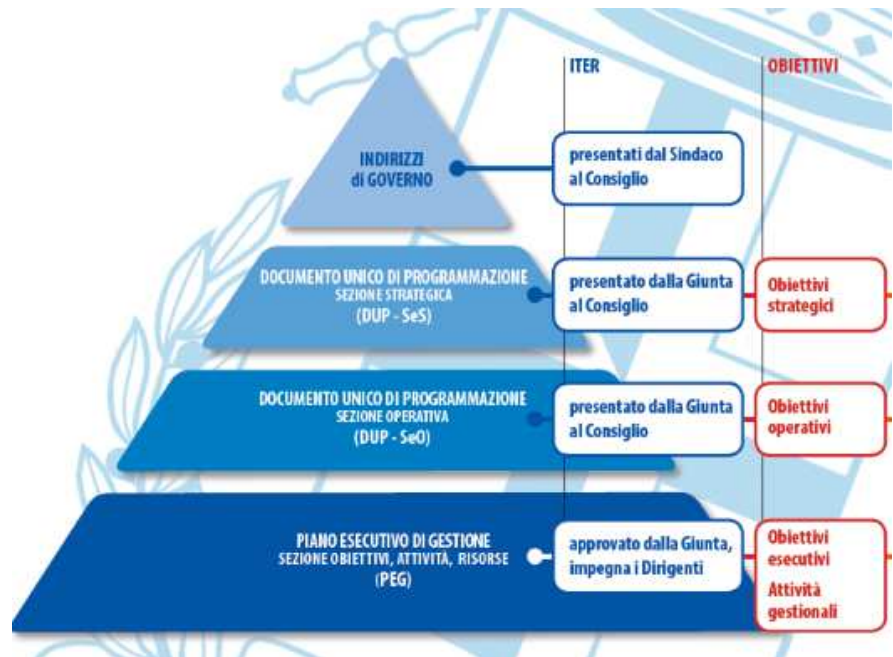 ITER
OBIETTIVI
INDIRIZZI
di GOVERNO
presentati dal Sindaco
al Consiglio
DOCUMENTO UNICO DI PROGRAMMAZIONE
SEZIONE STRATEGICA
(DUP - SeS)
presentato dalla Giunta
al Consiglio
Obiettivi
strategici
DOCUMENTO UNICO DI PROGRAMMAZIONE
SEZIONE OPERATIVA
(DUP - SeO)
presentato dalla Giunta
al Consiglio
Obiettivi
operativi
PIANO ESECUTIVO DI GESTIONE
SEZIONE OBIETTIVI, ATTIVITÀ, RISORSE
(PEG)
approvato dalla Giunta,
impegna i Dirigenti
Obiettivi
esecutivi
Attività
gestionali